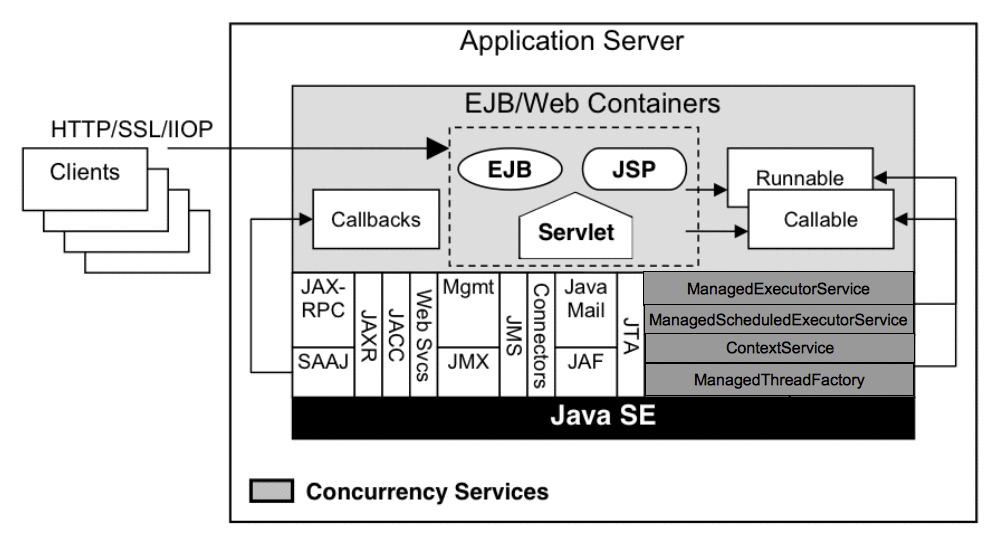 Application Server
EJB/Web Containers
HTTP/SSL/IIOP
Clients
EJB
JSP
Runnable
Callbacks
Callable
Servlet
JAX-
RPC
SAAJ
JAXR
JACC
Web Svcs
Mgmt
JMX
JMS
Connectors
Java
Mail
JAF
JTA
ManagedExecutorService
ManagedScheduledExecutorService
ContextService
ManagedThreadFactory
Java SE
Concurrency Services